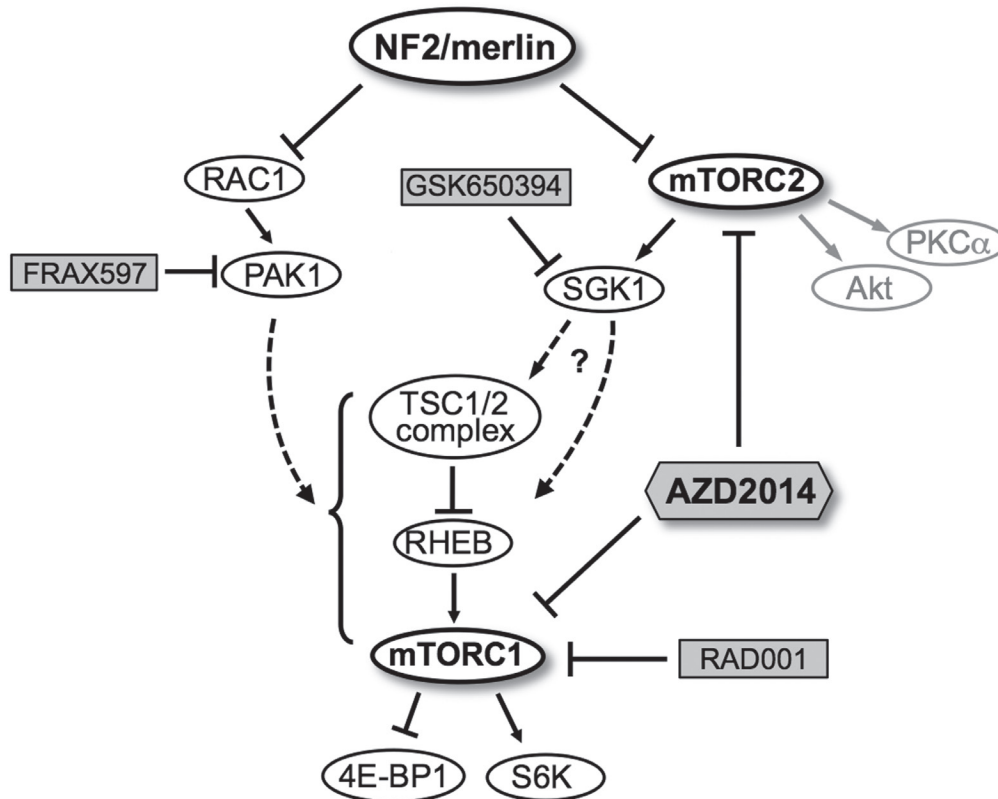 NF2/merlin
RAC1
GSK650394
mTORC2
FRAX597
PAK1
SGK1
PKCα
Akt
?
TSC1/2
complex
AZD2014
RHEB
mTORC1
RAD001
4E-BP1
S6K